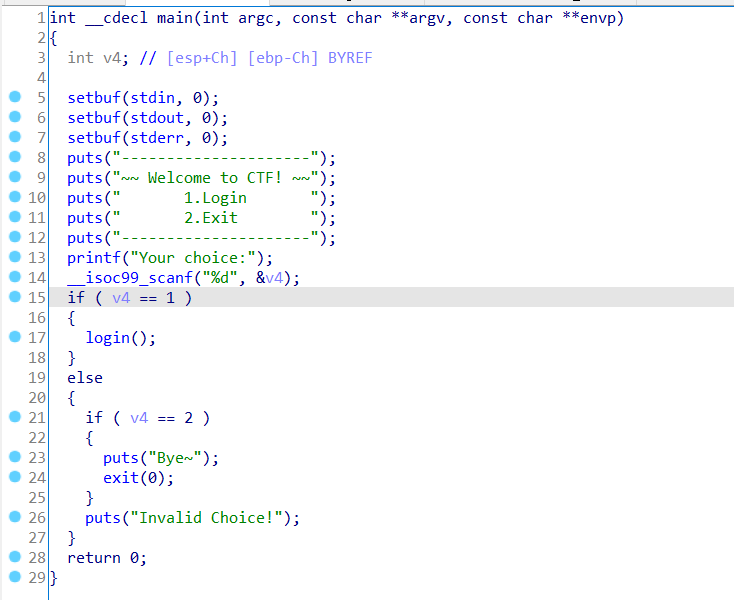 1 int __cdecl main(int argc, const char **argv, const char **envp)
2 {
3   int v4; // [esp+Ch] [ebp-Ch] BYREF
4
5   setbuf(stdin, 0);
6   setbuf(stdout, 0);
7   setbuf(stderr, 0);
8   puts("---------------------");
9   puts("~~ Welcome to CTF! ~~");
10   puts("       1.Login       ");
11   puts("       2.Exit        ");
12   puts("---------------------");
13   printf("Your choice:");
14   __isoc99_scanf("%d", &v4);
15   if ( v4 == 1 )
16   {
17     login();
18   }
19   else
20   {
21     if ( v4 == 2 )
22     {
23       puts("Bye~");
24       exit(0);
25     }
26     puts("Invalid Choice!");
27   }
28   return 0;
29 }